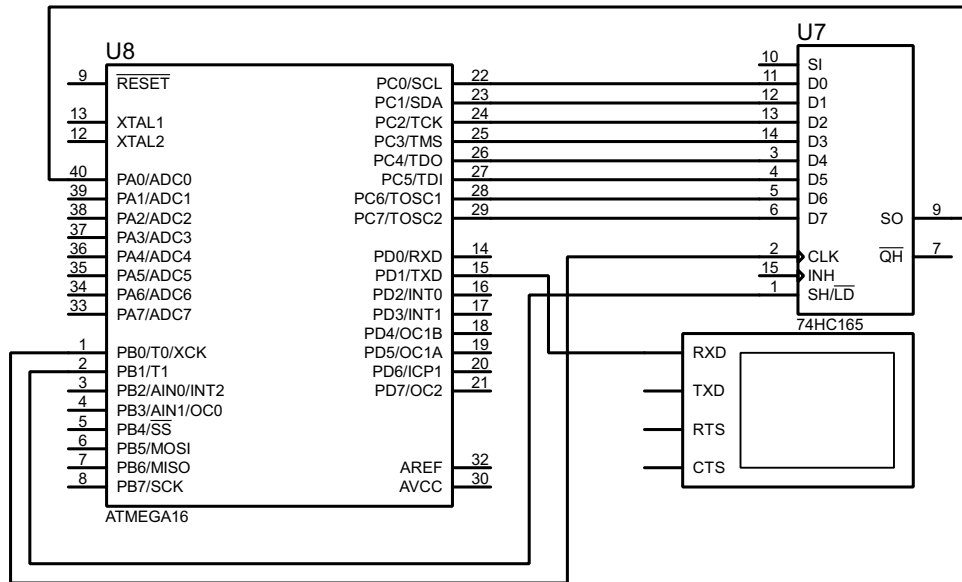 U8
9 RESET
13 XTAL1
12 XTAL2
40 PA0/ADC0
39 PA1/ADC1
38 PA2/ADC2
37 PA3/ADC3
36 PA4/ADC4
35 PA5/ADC5
34 PA6/ADC6
33 PA7/ADC7
1 PB0/T0/XCK
2 PB1/T1
3 PB2/AIN0/INT2
4 PB3/AIN1/OC0
5 PB4/SS
6 PB5/MOSI
7 PB6/MISO
8 PB7/SCK
PC0/SCL 22
PC1/SDA 23
PC2/TCK 24
PC3/TMS 25
PC4/TDO 26
PC5/TDI 27
PC6/TOSC1 28
PC7/TOSC2 29
PD0/RXD 14
PD1/TXD 15
PD2/INT0 16
PD3/INT1 17
PD4/OC1B 18
PD5/OC1A 19
PD6/ICP1 20
PD7/OC2 21
AREF 32
AVCC 30
ATMEGA16
U7
10 SI
11 D0
12 D1
13 D2
14 D3
3 D4
4 D5
5 D6
6 D7
SO 9
2 CLK
QH 7
15 INH
1 SH/LD
74HC165
RXD
TXD
RTS
CTS